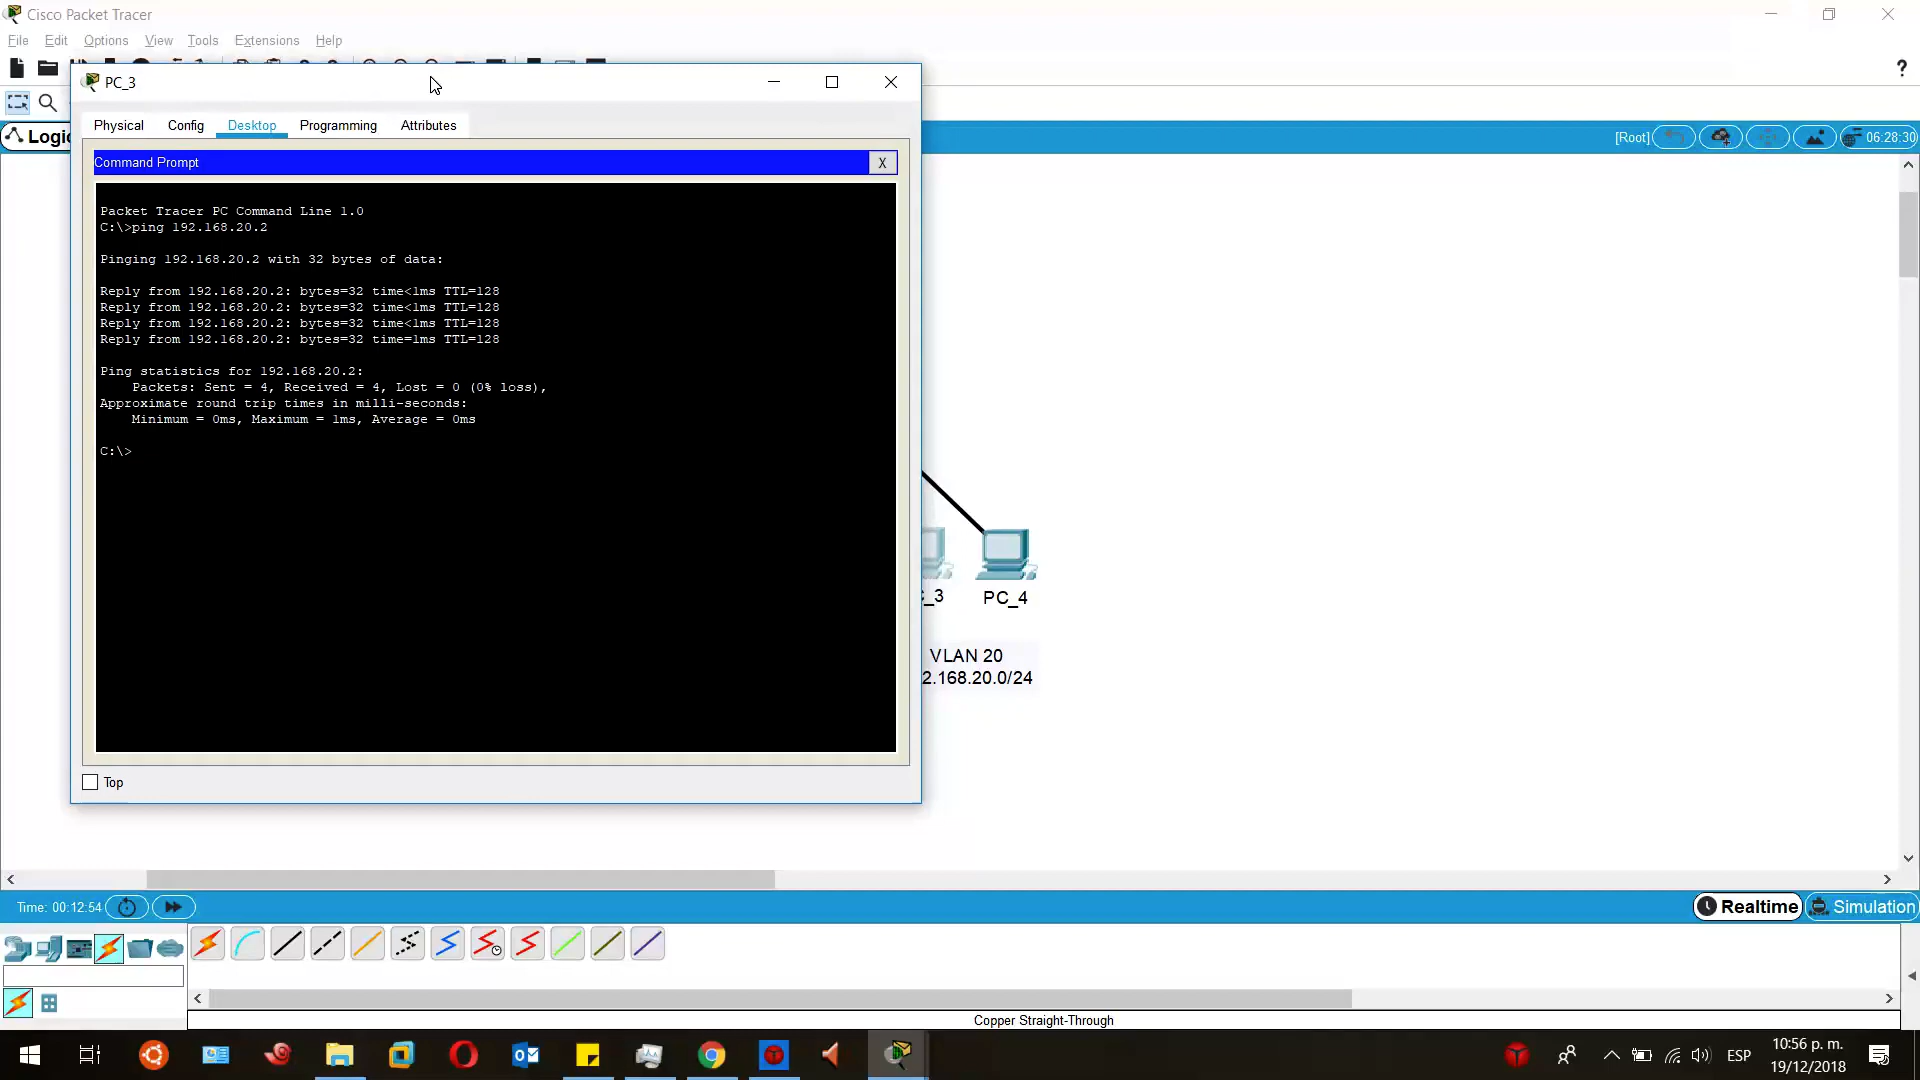 Cisco Packet Tracer
File Edit Options View Tools Extensions Help
?
PC_3
Physical Config Desktop Programming Attributes
[Root] 06:28:30
Command Prompt X
Packet Tracer PC Command Line 1.0
C:\>ping 192.168.20.2
Pinging 192.168.20.2 with 32 bytes of data:
Reply from 192.168.20.2: bytes=32 time<1ms TTL=128
Reply from 192.168.20.2: bytes=32 time<1ms TTL=128
Reply from 192.168.20.2: bytes=32 time<1ms TTL=128
Reply from 192.168.20.2: bytes=32 time=1ms TTL=128
Ping statistics for 192.168.20.2:
Packets: Sent = 4, Received = 4, Lost = 0 (0% loss),
Approximate round trip times in milli-seconds:
Minimum = 0ms, Maximum = 1ms, Average = 0ms
C:\>
_3 PC_4
VLAN 20
2.168.20.0/24
Top
Time: 00:12:54 Realtime Simulation
Copper Straight-Through
ESP
10:56 p. m.
19/12/2018